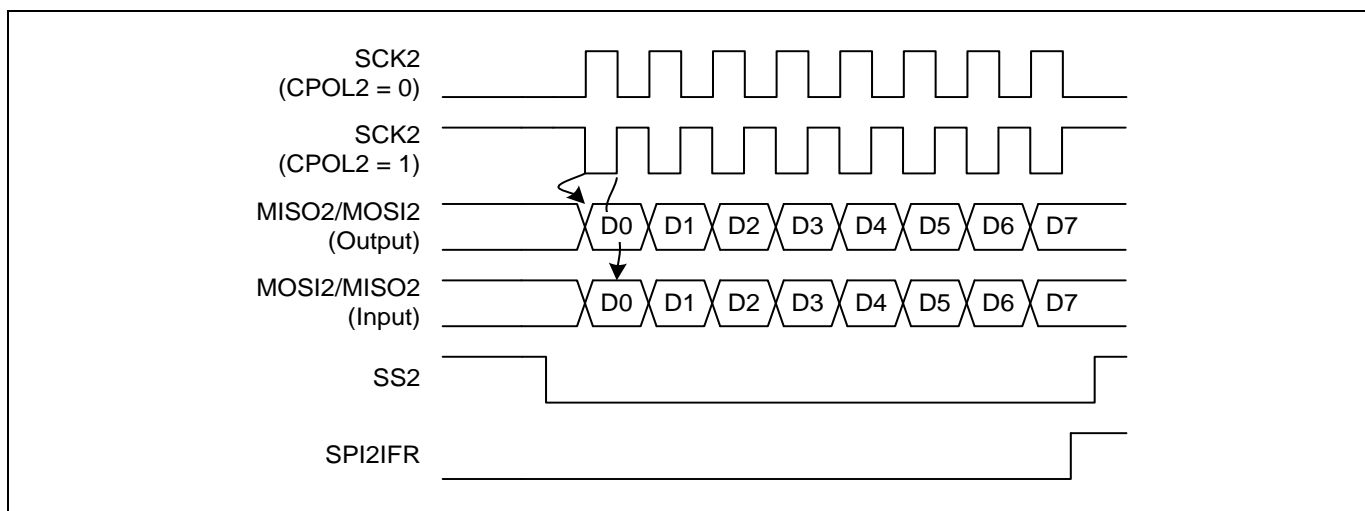 SCK2
(CPOL2 = 0)
SCK2
(CPOL2 = 1)
MISO2/MOSI2
(Output)
D0 D1 D2 D3 D4 D5 D6 D7
MOSI2/MISO2
(Input)
D0 D1 D2 D3 D4 D5 D6 D7
SS2
SPI2IFR